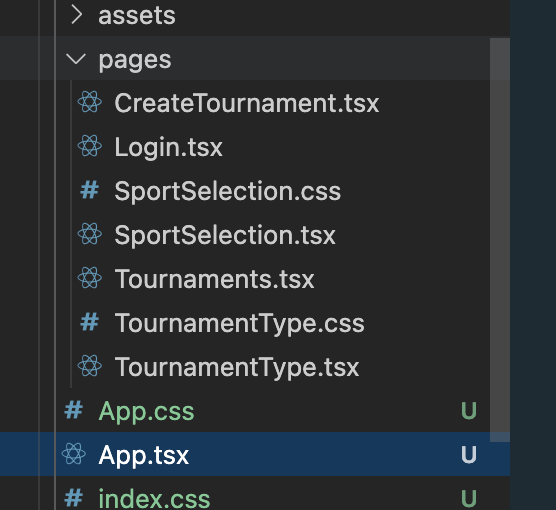 assets
pages
CreateTournament.tsx
Login.tsx
# SportSelection.css
SportSelection.tsx
Tournaments.tsx
# TournamentType.css
TournamentType.tsx
# App.css U
App.tsx U
# index.css U